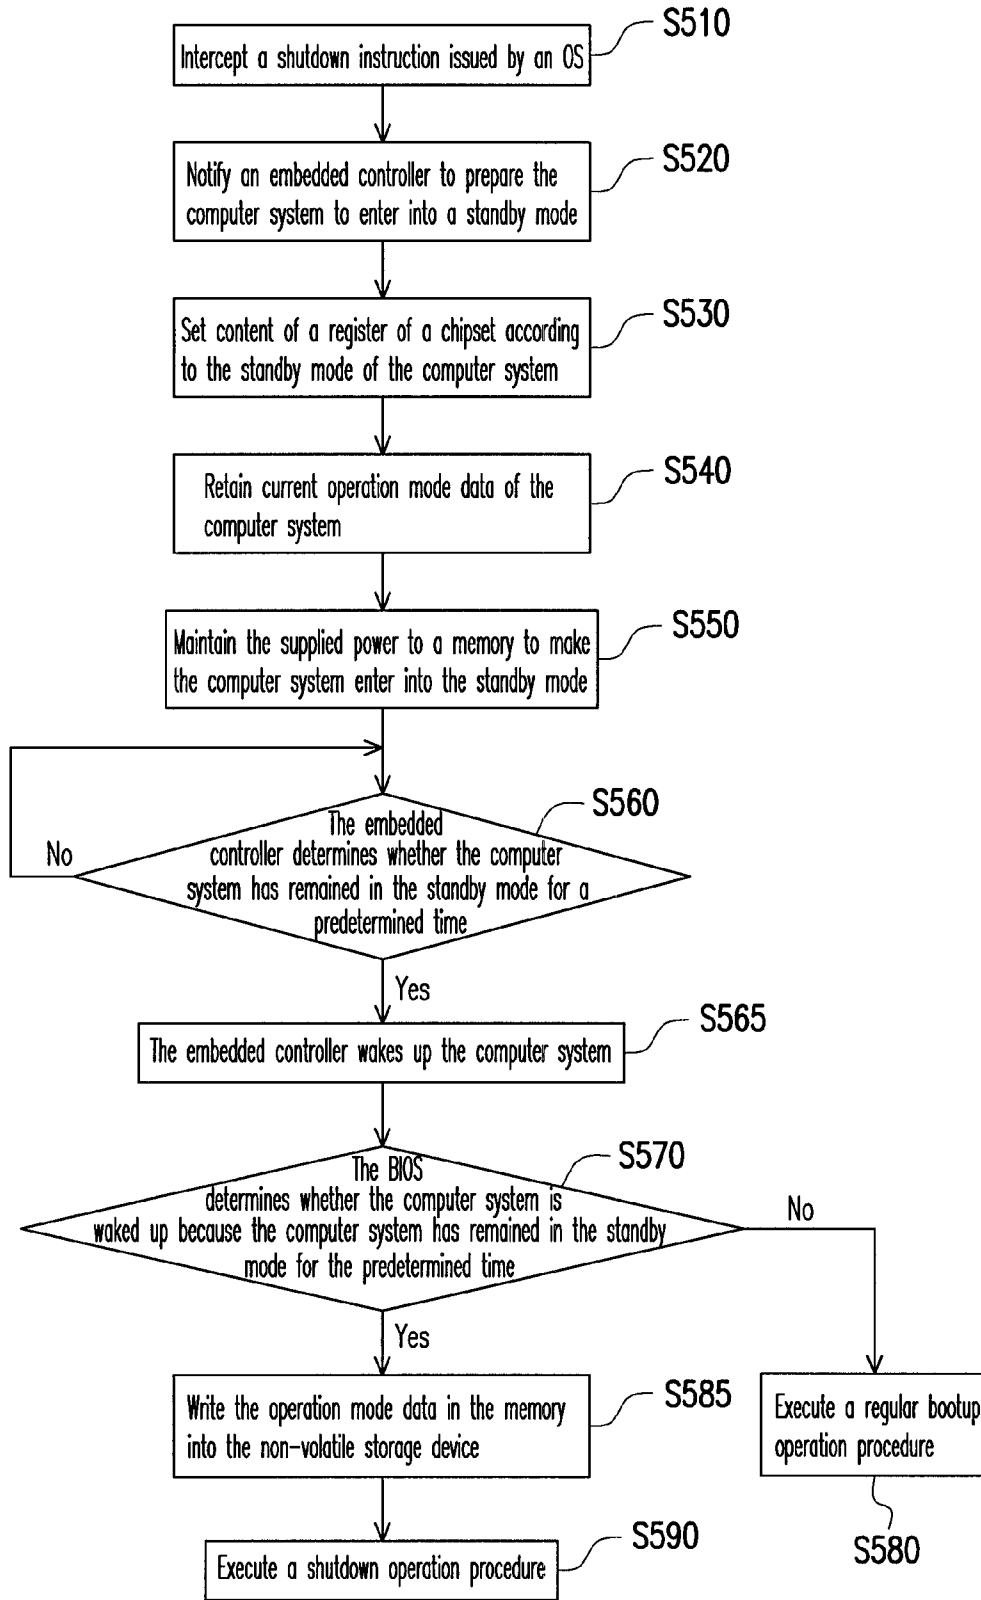 S510
Intercept a shutdown instruction issued by an OS
S520
Notify an embedded controller to prepare the
computer system to enter into a standby mode
S530
Set content of a register of a chipset according
to the standby mode of the computer system
S540
Retain current operation mode data of the
computer system
S550
Maintain the supplied power to a memory to make
the computer system enter into the standby mode
S560
The embedded
controller determines whether the computer
system has remained in the standby mode for a
predetermined time
No
Yes
S565
The embedded controller wakes up the computer system
S570
The BIOS
determines whether the computer system is
waked up because the computer system has remained in the standby
mode for the predetermined time
No
Yes
S585
Write the operation mode data in the memory
into the non-volatile storage device
Execute a regular bootup
operation procedure
S580
S590
Execute a shutdown operation procedure